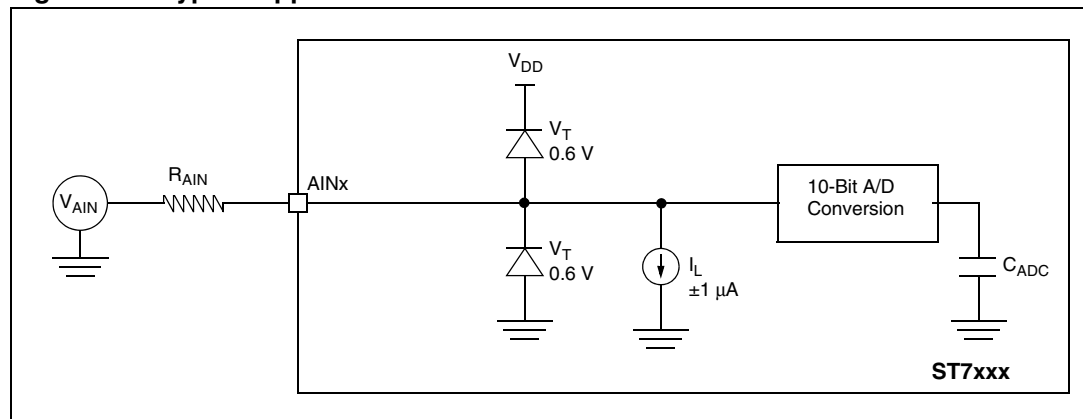 V_DD
V_T
0.6 V
R_AIN
AINx
V_AIN
10-Bit A/D
Conversion
V_T
0.6 V
I_L
±1 μA
C_ADC
ST7xxx